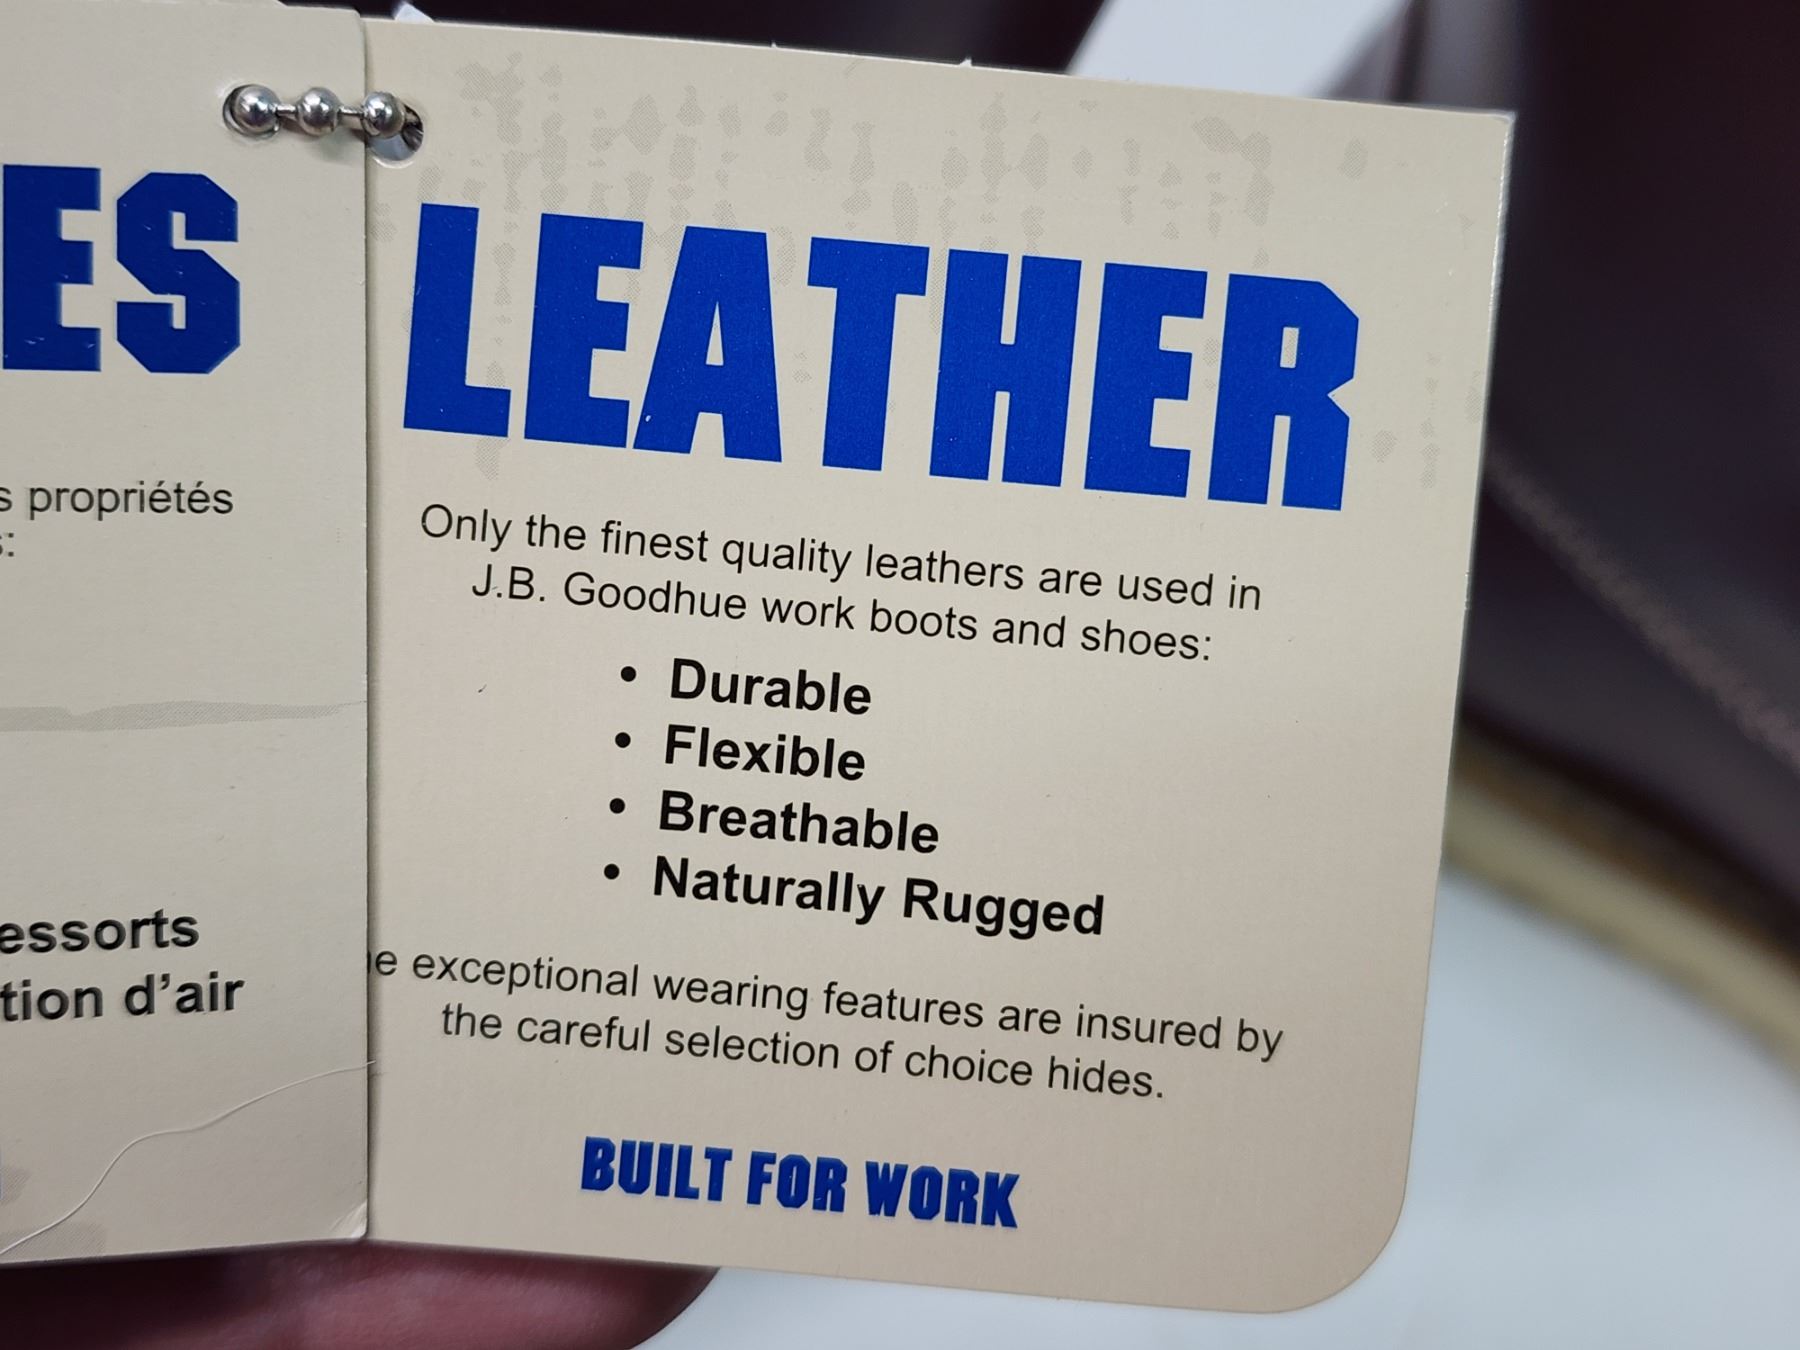 ES
propriétés
LEATHER
Only the finest quality leathers are used in
J.B. Goodhue work boots and shoes:
• Durable
• Flexible
• Breathable
• Naturally Rugged
exceptional wearing features are insured by
the careful selection of choice hides.
BUILT FOR WORK
essorts
tion d'air